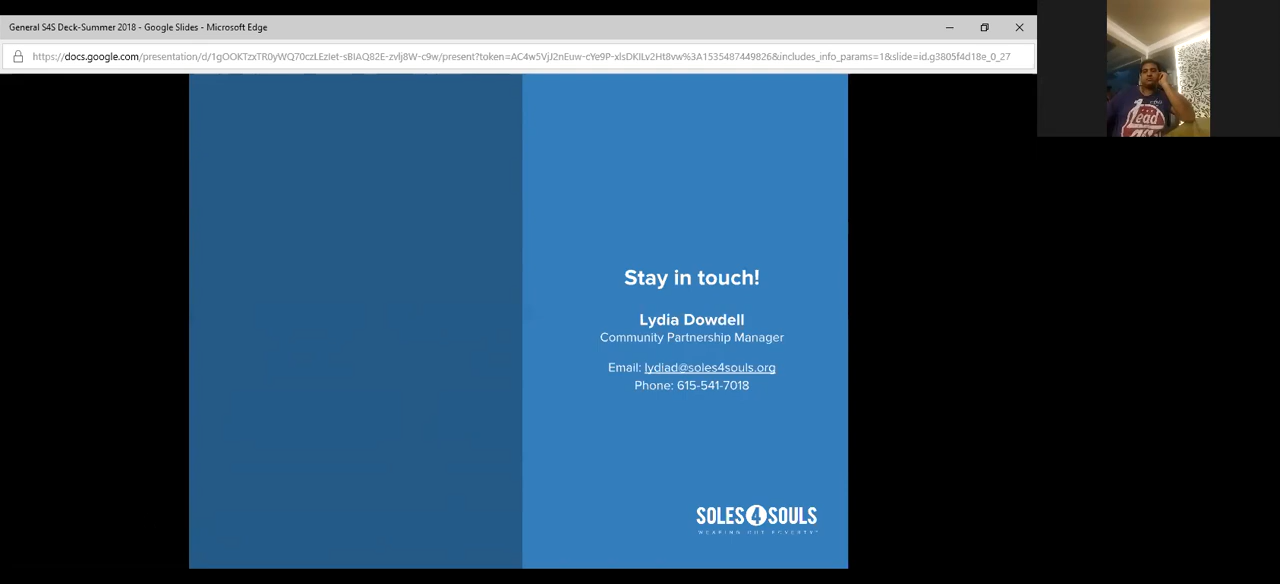 General S4S Deck-Summer 2018 - Google Slides - Microsoft Edge
https://docs.google.com/presentation/d/1gOOKTzxTR0yWQ70czLEzIet-sBIAQ82E-zvlj8W-c9w/present?token=AC4w5VjJ2nEuw-cYe9P-xlsDKILv2Ht8vw%3A1535487449826&includes_info_params=1&slide=id.g3805f4d18e_0_27
Stay in touch!
Lydia Dowdell
Community Partnership Manager
Email: lydiad@soles4souls.org
Phone: 615-541-7018
SOLES4SOULS
WEARING OUT POVERTY
Lead